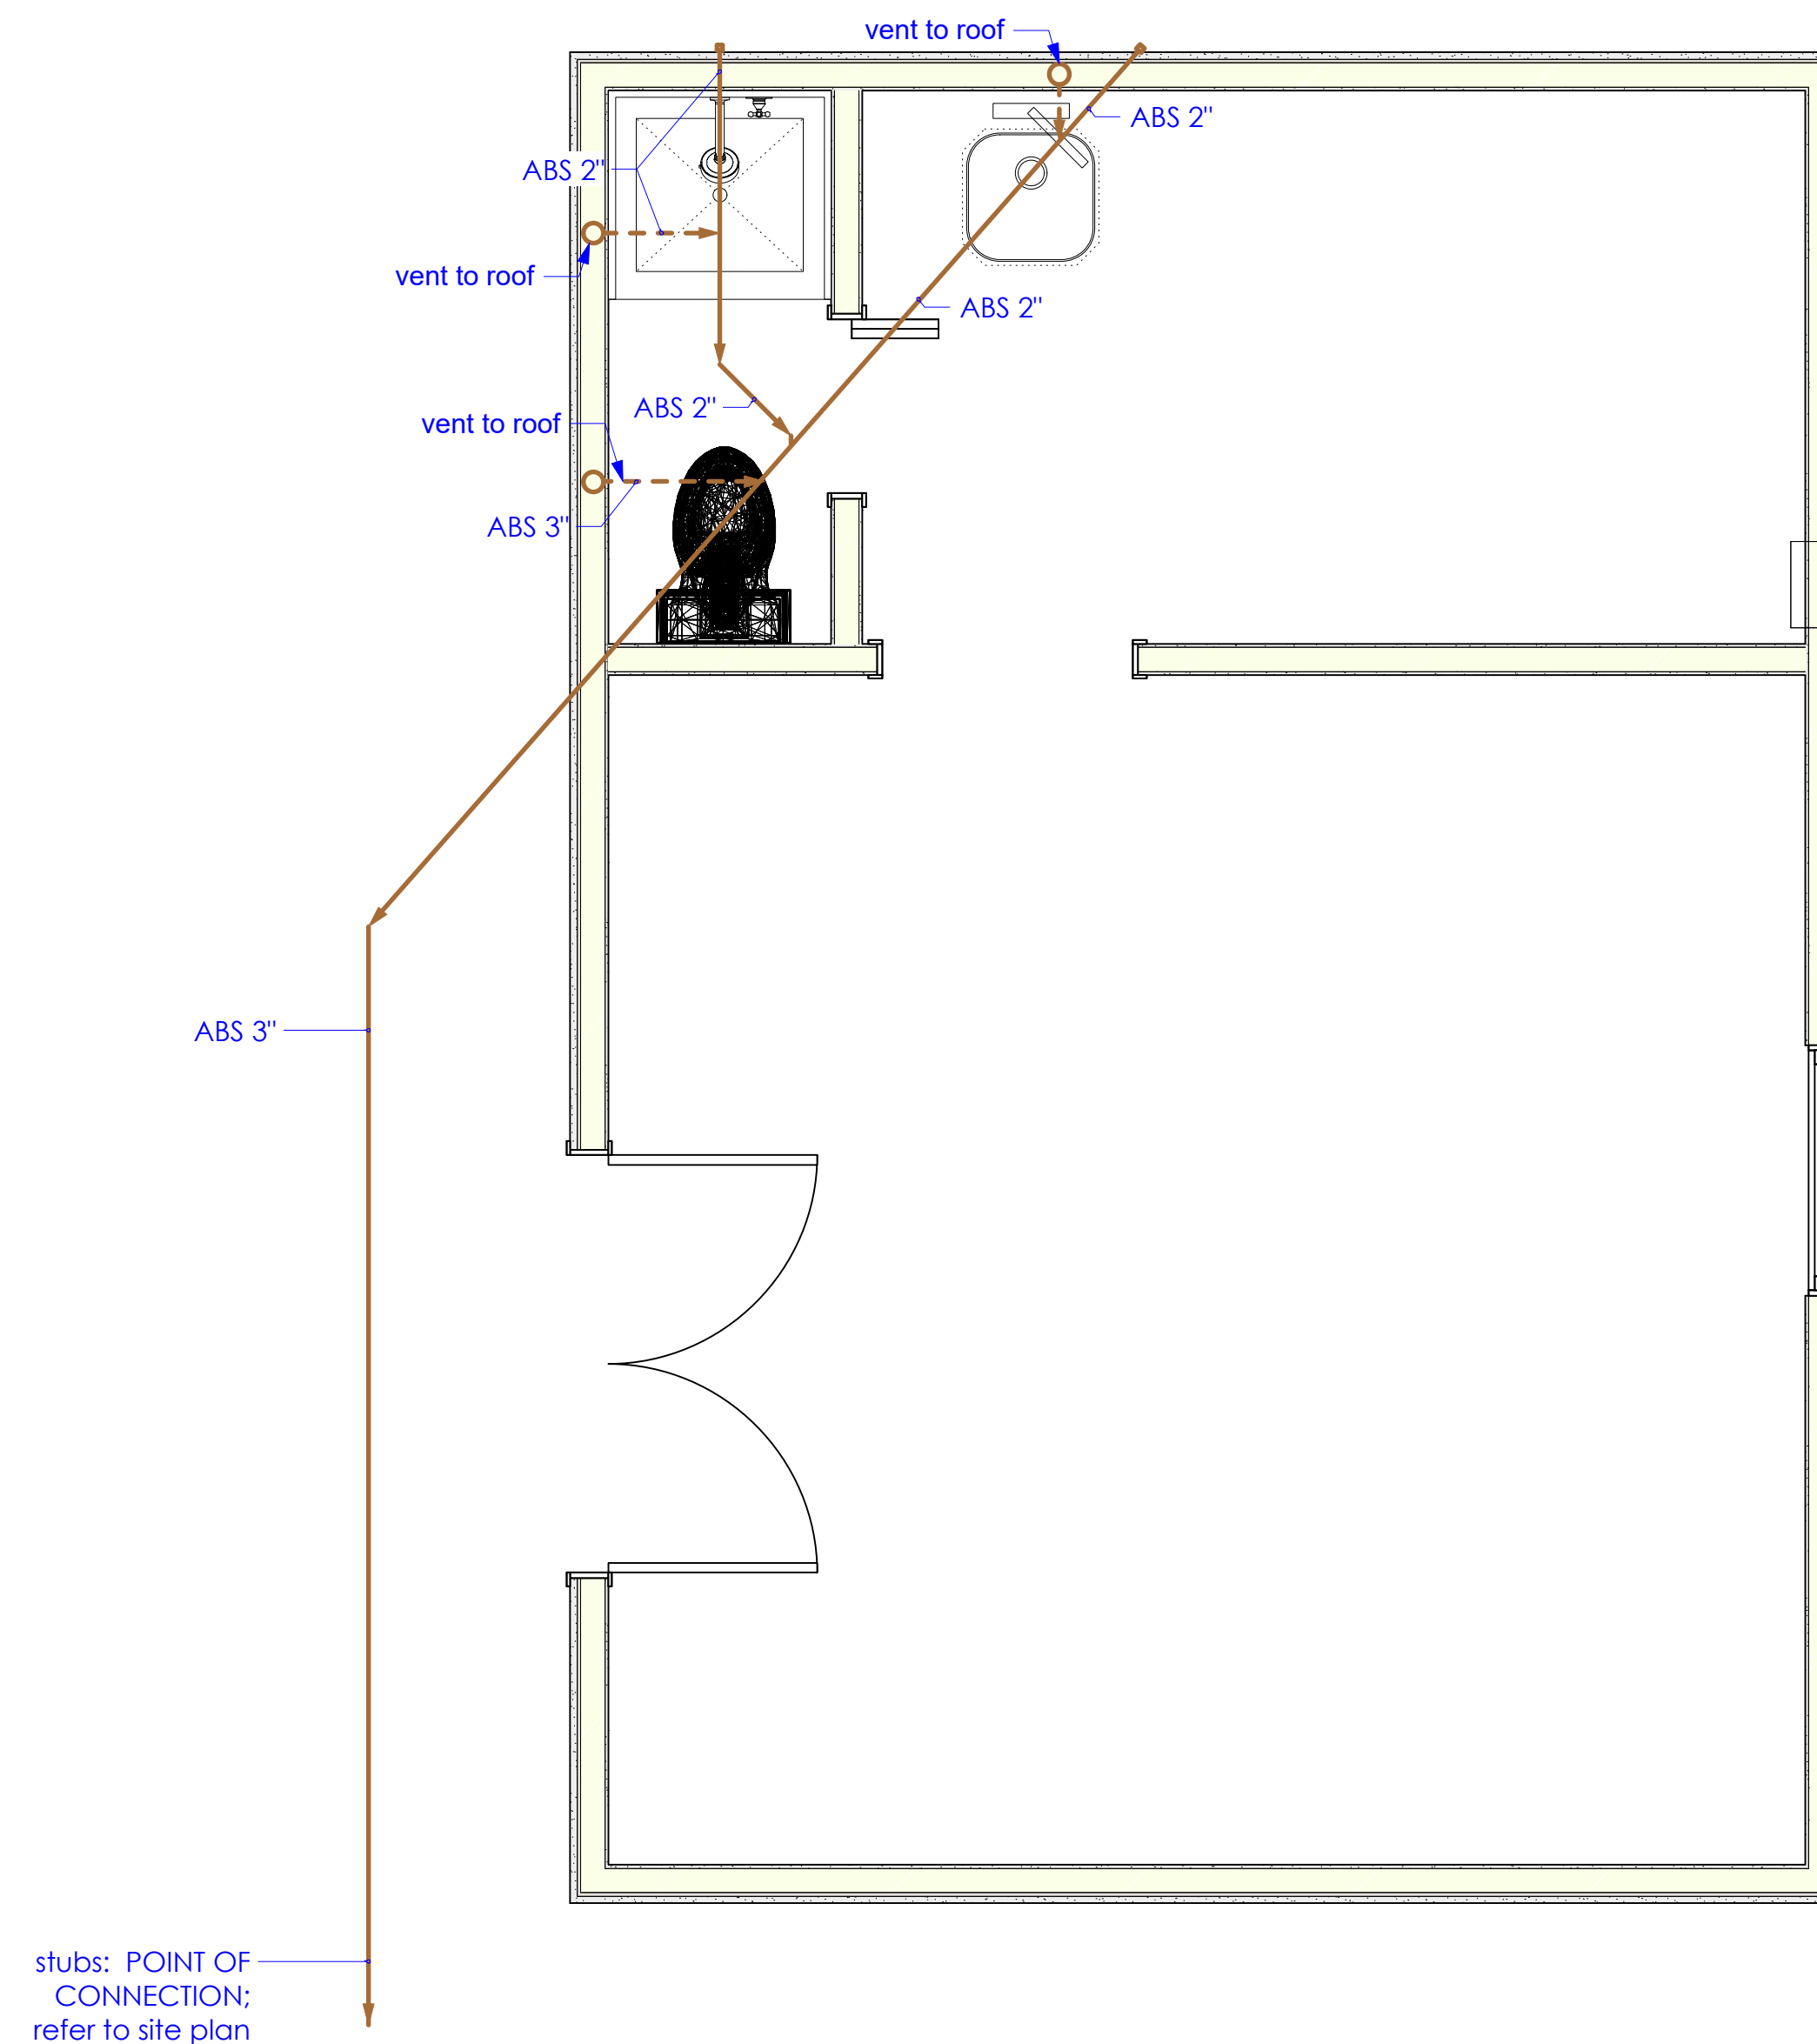 vent to roof
ABS 2"
ABS 2"
vent to roof
ABS 2"
ABS 2"
vent to roof
ABS 3"
ABS 3"
stubs: POINT OF
CONNECTION;
refer to site plan